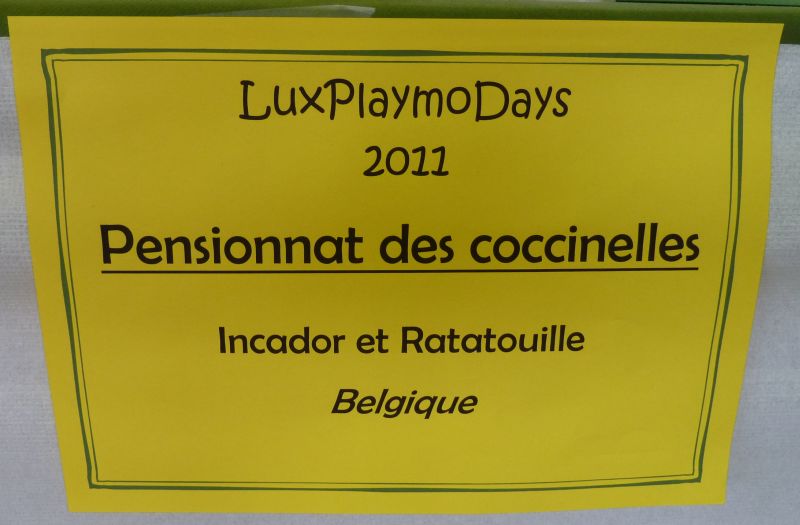 LuxPlaymoDays
2011
Pensionnat des coccinelles
Incador et Ratatouille
Belgique